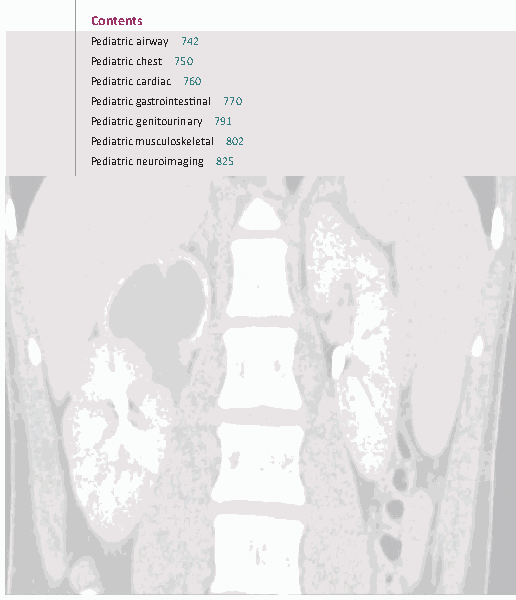 Contents
Pediatric airway 742
Pediatric chest 750
Pediatric cardiac 760
Pediatric gastrointestinal 770
Pediatric genitourinary 791
Pediatric musculoskeletal 802
Pediatric neuroimaging 825